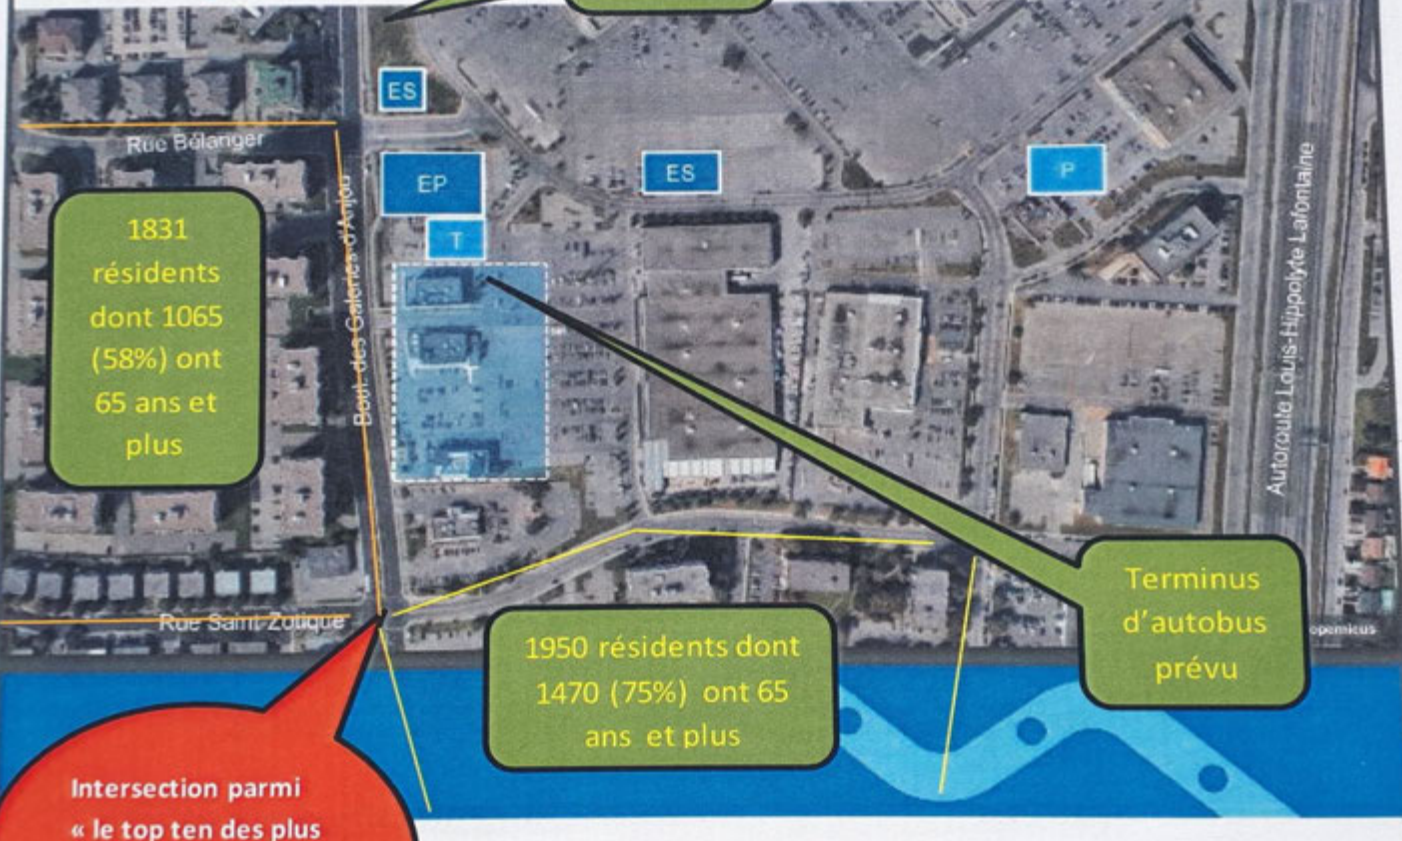 ES
Rue Bélanger
EP
ES
P
T
1831
résidents
dont 1065
(58%) ont
65 ans et
plus
Boul. des Galeries d'Anjou
Autoroute Louis-Hippolyte Lafontaine
Rue Saint-Zotique
1950 résidents dont
1470 (75%) ont 65
ans et plus
Terminus
d'autobus
prévu
opernicus
Intersection parmi
« le top ten des plus